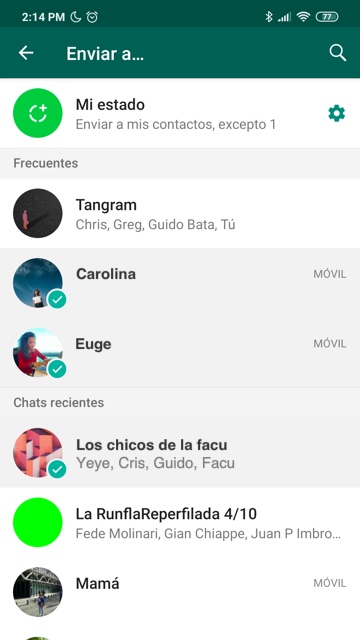 2:14 PM
77
Enviar a…
Mi estado
Enviar a mis contactos, excepto 1
Frecuentes
Tangram
Chris, Greg, Guido Bata, Tú
Carolina MÓVIL
Euge MÓVIL
Chats recientes
Los chicos de la facu
Yeye, Cris, Guido, Facu
La RunflaReperfilada 4/10
Fede Molinari, Gian Chiappe, Juan P Imbro…
Mamá MÓVIL